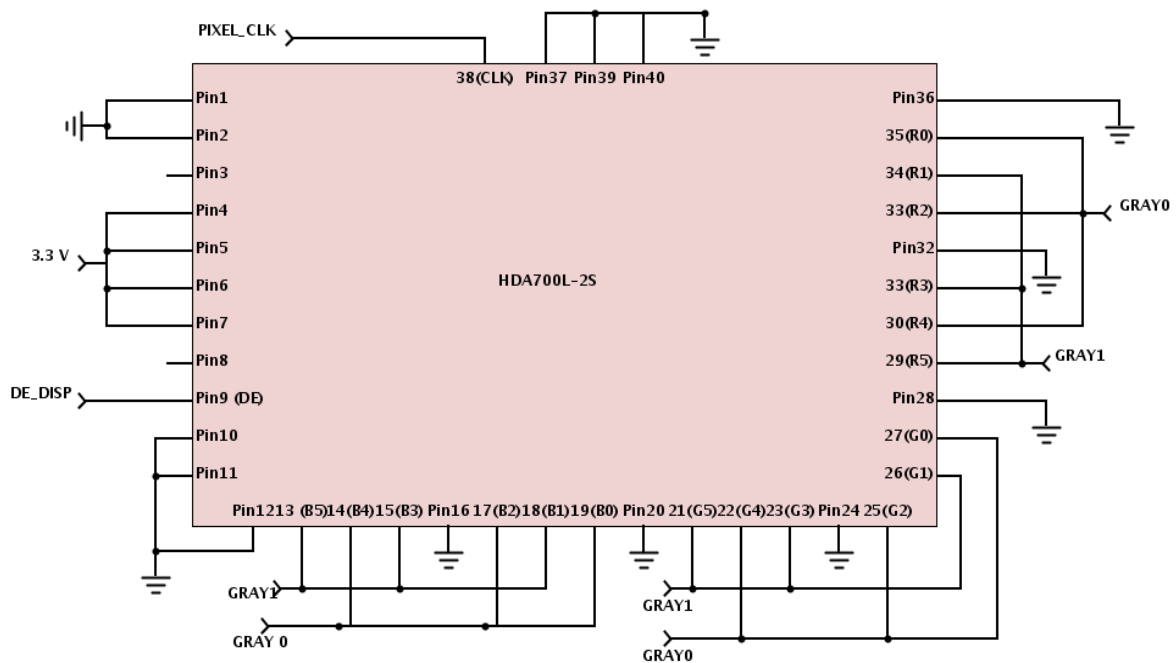 PIXEL_CLK
38(CLK) Pin37 Pin39 Pin40
Pin1
Pin2
Pin3
Pin4
Pin5
Pin6
Pin7
Pin8
Pin9 (DE)
Pin10
Pin11
3.3 V
DE_DISP
HDA700L-2S
Pin36
35(R0)
34(R1)
33(R2)
Pin32
33(R3)
30(R4)
29(R5)
Pin28
27(G0)
26(G1)
GRAY0
GRAY1
Pin12 13 (B5) 14(B4) 15(B3) Pin16 17(B2) 18(B1) 19(B0) Pin20 21(G5) 22(G4) 23(G3) Pin24 25(G2)
GRAY1
GRAY 0
GRAY1
GRAY0